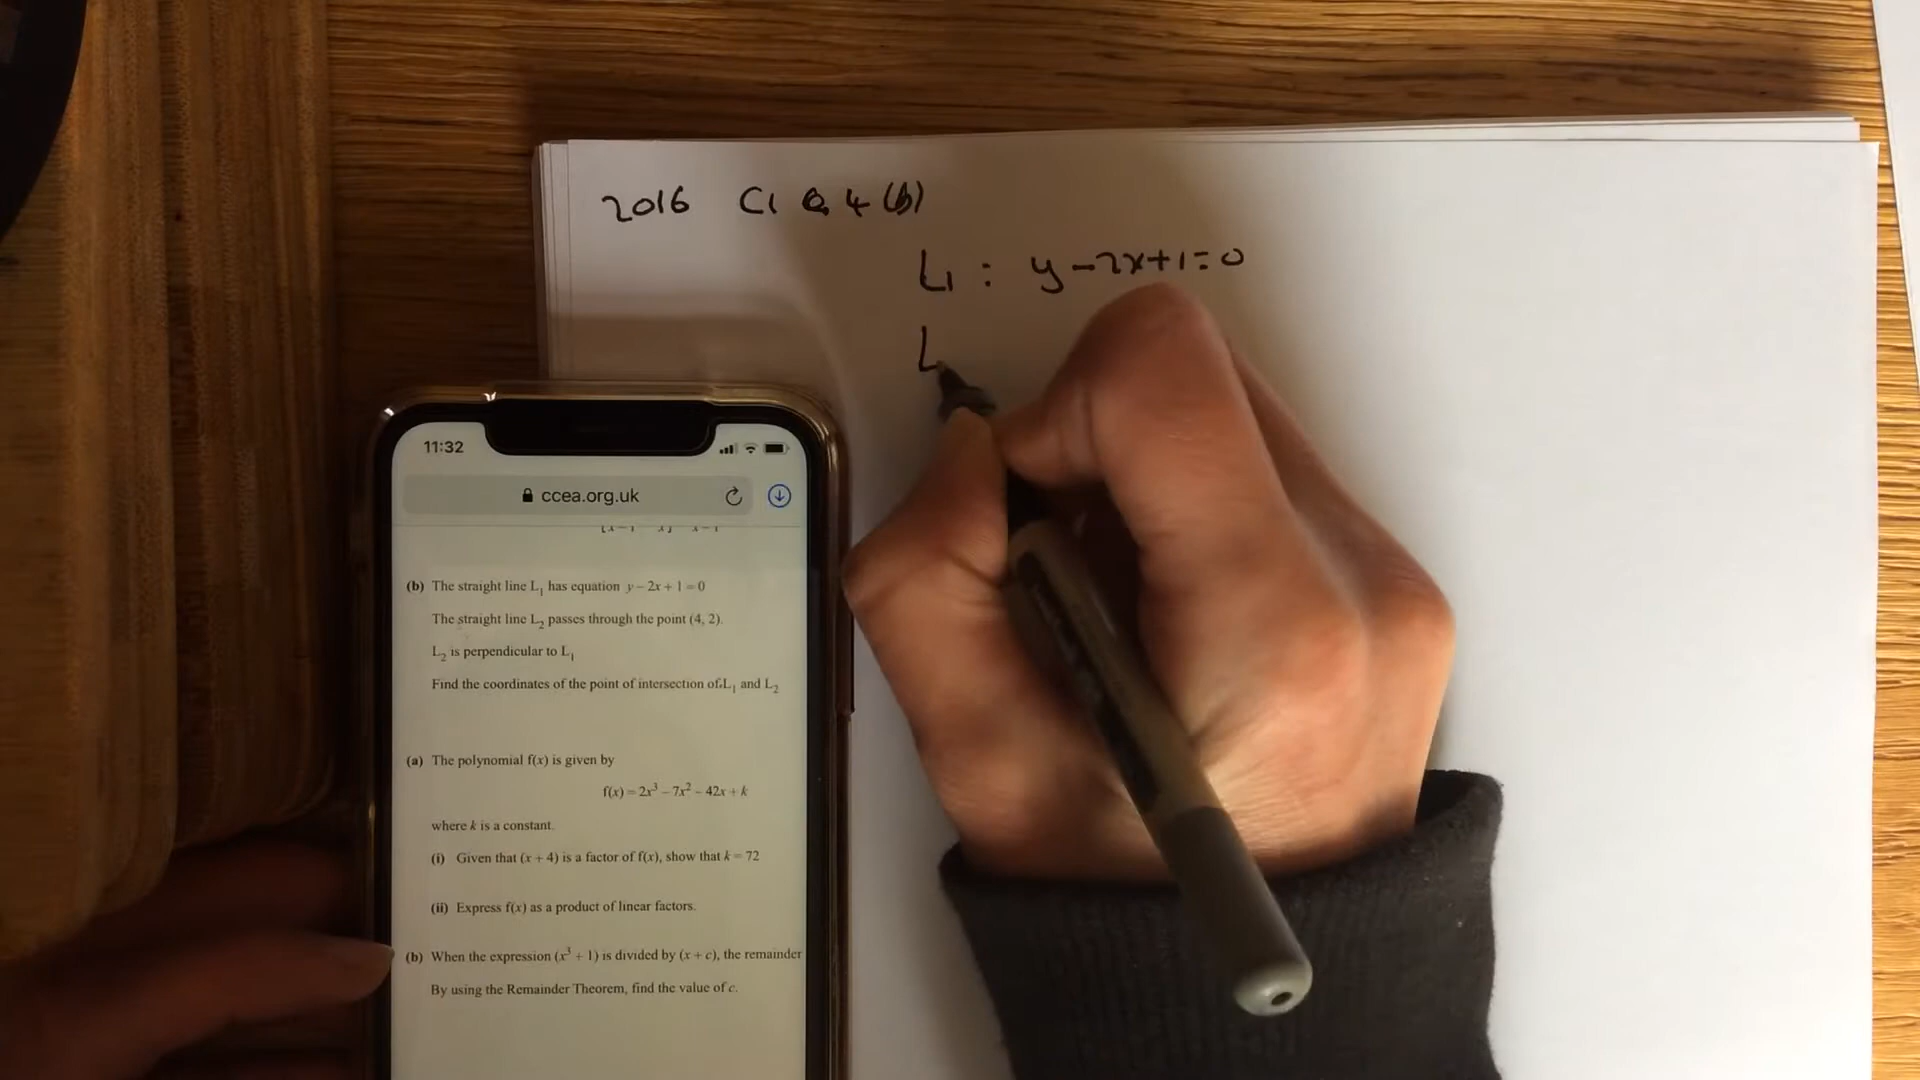 2016 C1 Q4(b)
L1 : y-2x+1=0
L
11:32
ccea.org.uk
(b) The straight line L₁ has equation y – 2x + 1 = 0
The straight line L₂ passes through the point (4, 2).
L₂ is perpendicular to L₁
Find the coordinates of the point of intersection of L₁ and L₂
(a) The polynomial f(x) is given by
f(x) = 2x³ – 7x² – 42x + k
where k is a constant.
(i) Given that (x + 4) is a factor of f(x), show that k = 72
(ii) Express f(x) as a product of linear factors.
(b) When the expression (x³ + 1) is divided by (x + c), the remainder
By using the Remainder Theorem, find the value of c.